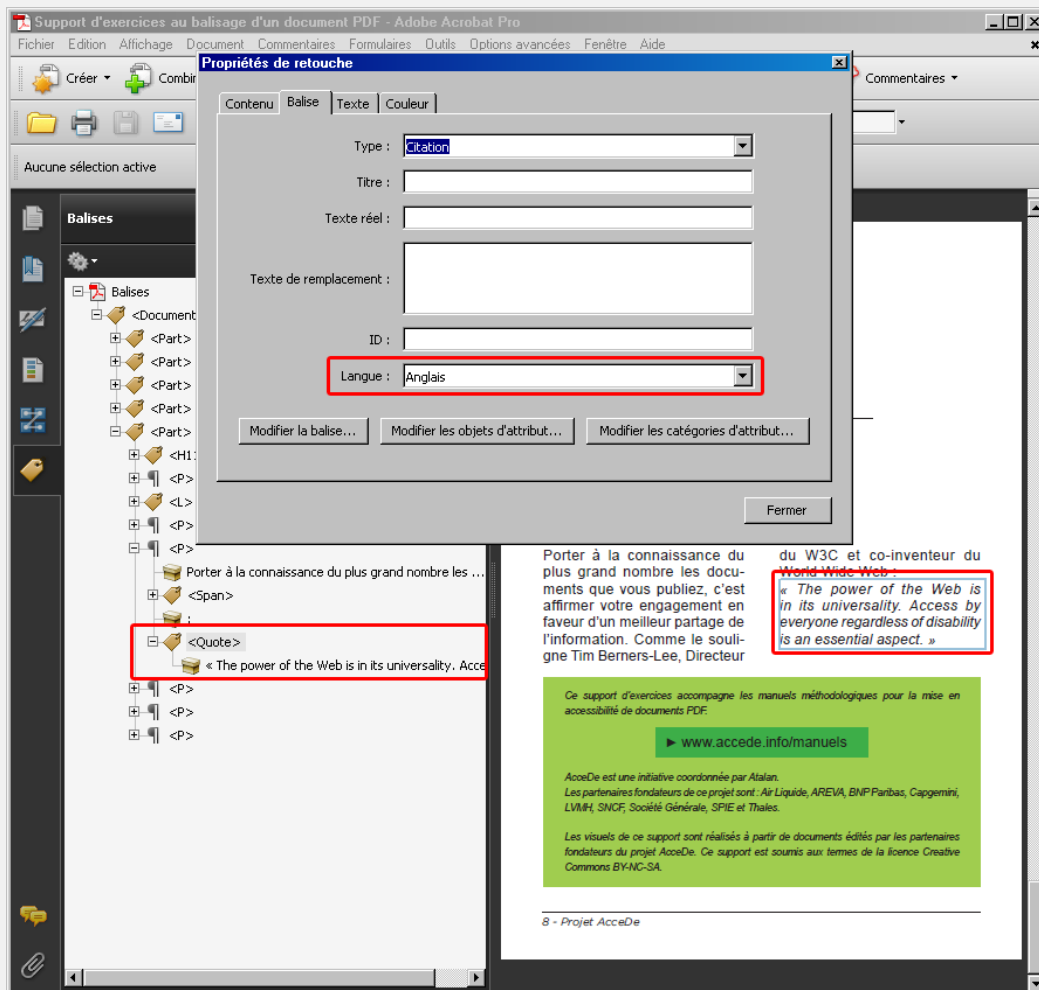 Support d'exercices au balisage d'un document PDF - Adobe Acrobat Pro
Fichier Edition Affichage Document Commentaires Formulaires Outils Options avancées Fenêtre Aide
Créer
Combin
Commentaires
Aucune sélection active
Propriétés de retouche
Contenu Balise Texte Couleur
Type : Citation
Titre :
Texte réel :
Texte de remplacement :
ID :
Langue : Anglais
Modifier la balise... Modifier les objets d'attribut... Modifier les catégories d'attribut...
Fermer
Balises
Balises
<Document
<Part>
<Part>
<Part>
<Part>
<Part>
<P>
<L>
<P>
<P>
Porter à la connaissance du plus grand nombre les ...
<Span>
:
<Quote>
« The power of the Web is in its universality. Acce
<P>
<P>
<P>
Porter à la connaissance du
plus grand nombre les docu-
ments que vous publiez, c'est
affirmer votre engagement en
faveur d'un meilleur partage de
l'information. Comme le souli-
gne Tim Berners-Lee, Directeur
du W3C et co-inventeur du
World Wide Web :
« The power of the Web is
in its universality. Access by
everyone regardless of disability
is an essential aspect. »
Ce support d'exercices accompagne les manuels méthodologiques pour la mise en
accessibilité de documents PDF.
► www.accede.info/manuels
AcceDe est une initiative coordonnée par Atalan.
Les partenaires fondateurs de ce projet sont : Air Liquide, AREVA, BNP Paribas, Capgemini,
LVMH, SNCF, Société Générale, SPIE et Thales.
Les visuels de ce support sont réalisés à partir de documents édités par les partenaires
fondateurs du projet AcceDe. Ce support est soumis aux termes de la licence Creative
Commons BY-NC-SA.
8 - Projet AcceDe